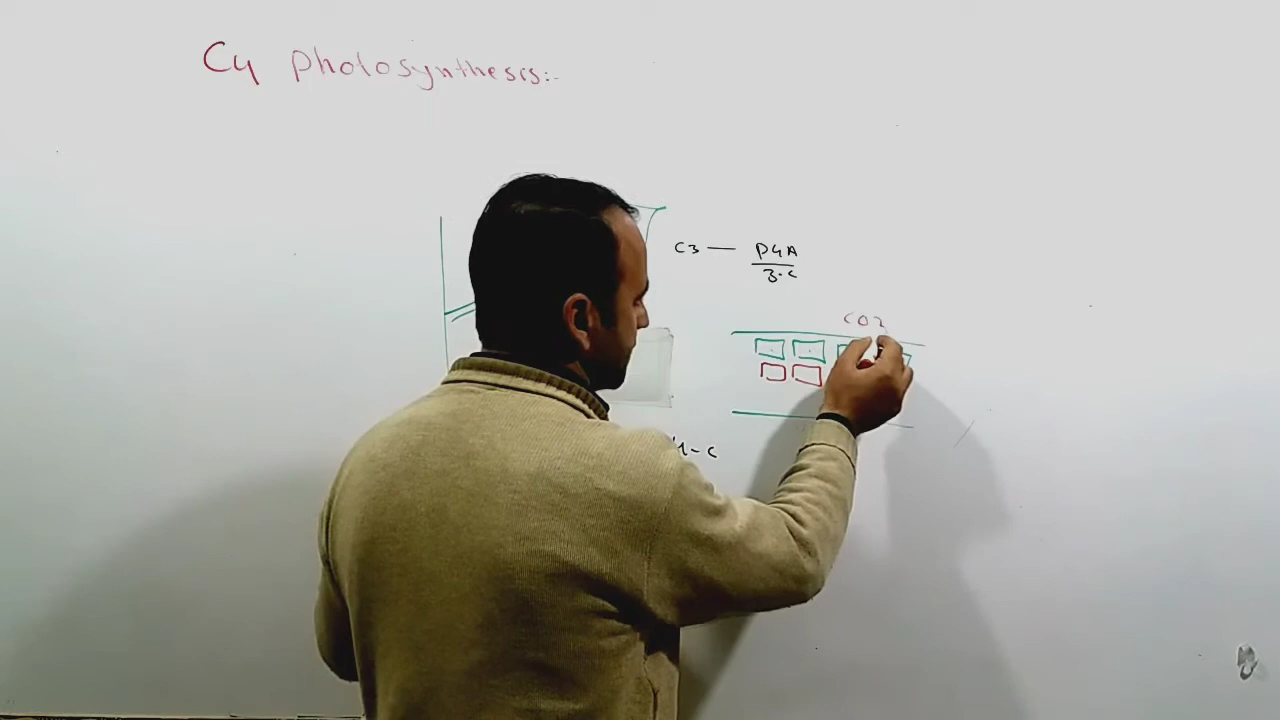 C4 Photosynthesis:-
C3 — PGA
3-C
CO2
4-C